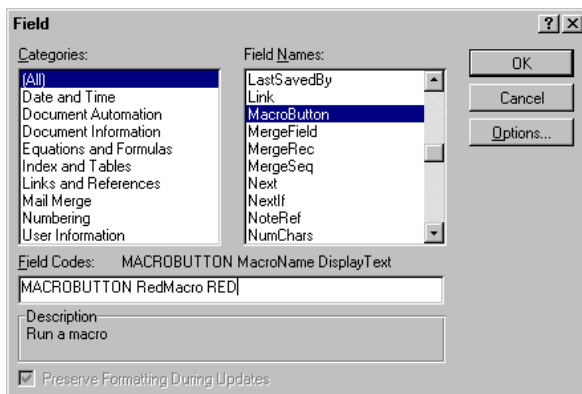 Field
Categories:
(All)
Date and Time
Document Automation
Document Information
Equations and Formulas
Index and Tables
Links and References
Mail Merge
Numbering
User Information
Field Names:
LastSavedBy
Link
MacroButton
MergeField
MergeRec
MergeSeq
Next
NextIf
NoteRef
NumChars
OK
Cancel
Options...
Field Codes: MACROBUTTON MacroName DisplayText
MACROBUTTON RedMacro RED
Description
Run a macro
Preserve Formatting During Updates